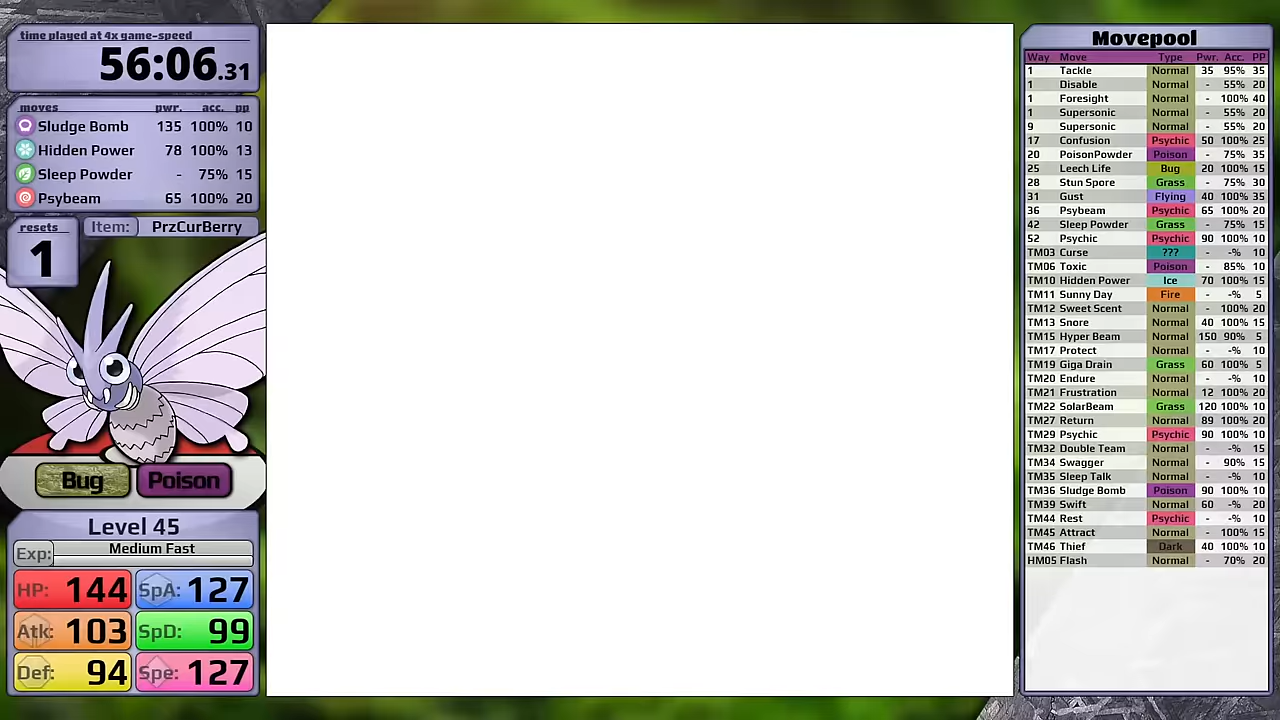 time played at 4x game-speed
56:06.31
moves pwr. acc. pp
Sludge Bomb 135 100% 10
Hidden Power 78 100% 13
Sleep Powder - 75% 15
Psybeam 65 100% 20
resets
1
Item: PrzCurBerry
Bug Poison
Level 45
Exp: Medium Fast
HP: 144 SpA: 127
Atk: 103 SpD: 99
Def: 94 Spe: 127
Movepool
Way Move Type Pwr. Acc. PP
1 Tackle Normal 35 95% 35
1 Disable Normal - 55% 20
1 Foresight Normal - 100% 40
1 Supersonic Normal - 55% 20
9 Supersonic Normal - 55% 20
17 Confusion Psychic 50 100% 25
20 PoisonPowder Poison - 75% 35
25 Leech Life Bug 20 100% 15
28 Stun Spore Grass - 75% 30
31 Gust Flying 40 100% 35
36 Psybeam Psychic 65 100% 20
42 Sleep Powder Grass - 75% 15
52 Psychic Psychic 90 100% 10
TM03 Curse ??? - -% 10
TM06 Toxic Poison - 85% 10
TM10 Hidden Power Ice 70 100% 15
TM11 Sunny Day Fire - -% 5
TM12 Sweet Scent Normal - 100% 20
TM13 Snore Normal 40 100% 15
TM15 Hyper Beam Normal 150 90% 5
TM17 Protect Normal - -% 10
TM19 Giga Drain Grass 60 100% 5
TM20 Endure Normal - -% 10
TM21 Frustration Normal 12 100% 20
TM22 SolarBeam Grass 120 100% 10
TM27 Return Normal 89 100% 20
TM29 Psychic Psychic 90 100% 10
TM32 Double Team Normal - -% 15
TM34 Swagger Normal - 90% 15
TM35 Sleep Talk Normal - -% 10
TM36 Sludge Bomb Poison 90 100% 10
TM39 Swift Normal 60 -% 20
TM44 Rest Psychic - -% 10
TM45 Attract Normal - 100% 15
TM46 Thief Dark 40 100% 10
HM05 Flash Normal - 70% 20